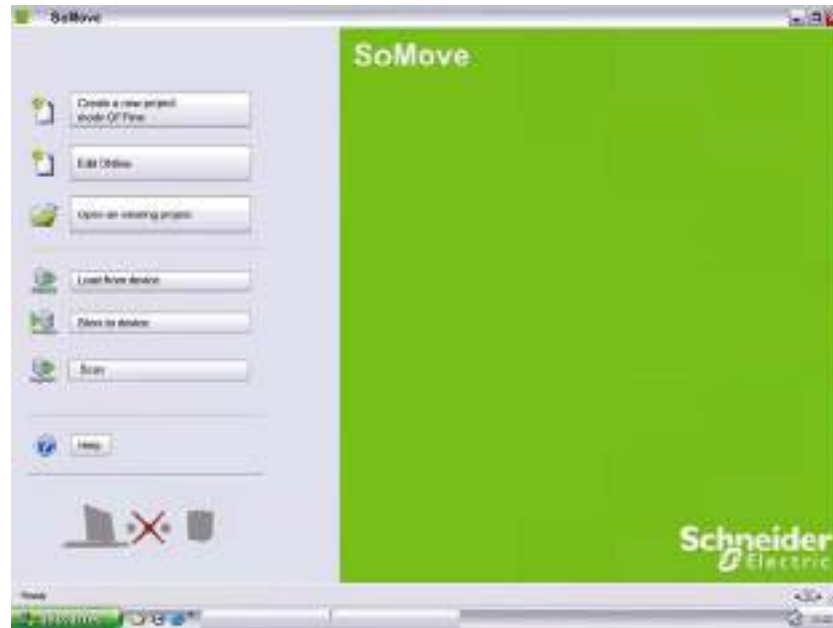 SoMove
SoMove
Create a new project
mode Off line
Edit Online
Open an existing project
Load from device
Store to device
Scan
Help
Schneider
Electric
Ready